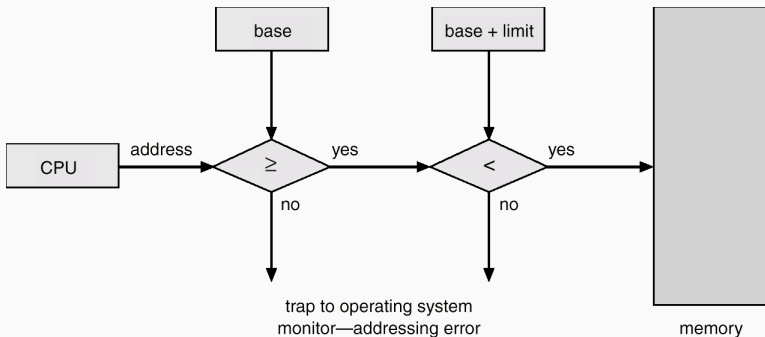 base
base + limit
CPU
address
≥
yes
<
yes
no
no
trap to operating system
monitor—addressing error
memory